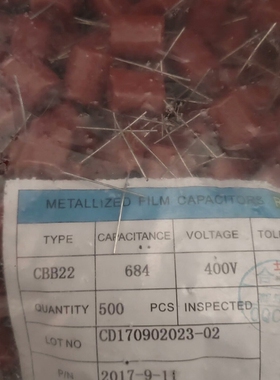 METALLIZED FILM CAPACITORS
TYPE CAPACITANCE VOLTAGE
CBB22 684 400V
QUANTITY 500 PCS INSPECTED
LOT NO CD170902023-02
P/N 2017-9-11